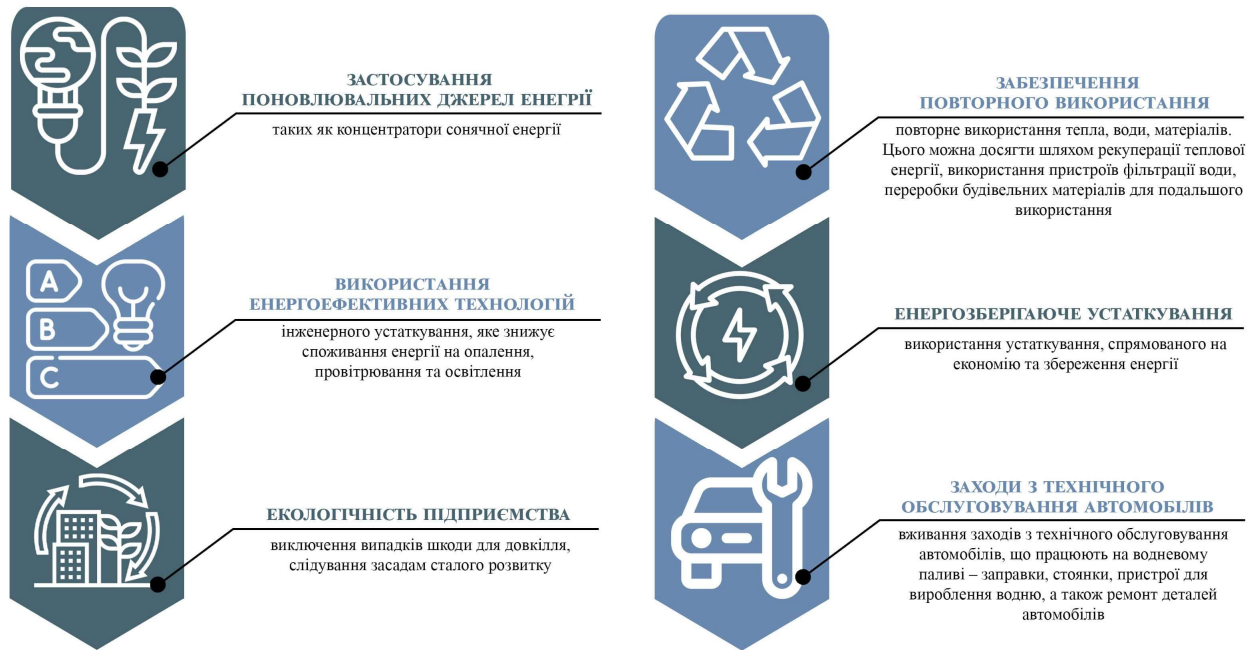 ЗАСТОСУВАННЯ
ПОНОВЛЮВАЛЬНИХ ДЖЕРЕЛ ЕНЕГРІЇ
таких як концентратори сонячної енергії
A
B
C
ВИКОРИСТАННЯ
ЕНЕРГОЕФЕКТИВНИХ ТЕХНОЛОГІЙ
інженерного устаткування, яке знижує
споживання енергії на опалення,
провітрювання та освітлення
ЕКОЛОГІЧНІСТЬ ПІДПРИЄМСТВА
виключення випадків шкоди для довкілля,
слідування засадам сталого розвитку
ЗАБЕЗПЕЧЕННЯ
ПОВТОРНОГО ВИКОРИСТАННЯ
повторне використання тепла, води, матеріалів.
Цього можна досягти шляхом рекуперації теплової
енергії, використання пристроїв фільтрації води,
переробки будівельних матеріалів для подальшого
використання
ЕНЕРГОЗБЕРІГАЮЧЕ УСТАТКУВАННЯ
використання устаткування, спрямованого на
економію та збереження енергії
ЗАХОДИ З ТЕХНІЧНОГО
ОБСЛУГОВУВАННЯ АВТОМОБІЛІВ
вживання заходів з технічного обслуговування
автомобілів, що працюють на водневому
паливі – заправки, стоянки, пристрої для
вироблення водню, а також ремонт деталей
автомобілів